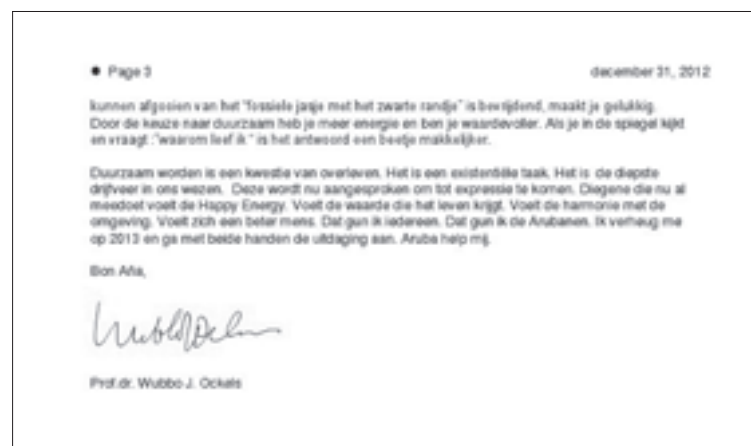 • Page 3 december 31, 2012
kunnen afgooien van het "fossiele jasje met het zwarte randje" is bevrijdend, maakt je gelukkig.
Door de keuze naar duurzaam heb je meer energie en ben je waardevoller. Als je in de spiegel kijkt
en vraagt :"waarom leef ik " is het antwoord een beetje makkelijker.
Duurzaam worden is een kwestie van overleven. Het is een existentiële taak. Het is de diepste
drijfveer in ons wezen. Deze wordt nu aangesproken om tot expressie te komen. Diegene die nu al
meedoet voelt de Happy Energy. Voelt de waarde die het leven krijgt. Voelt de harmonie met de
omgeving. Voelt zich een beter mens. Dat gun ik iedereen. Dat gun ik de Arubanen. Ik verheug me
op 2013 en ga met beide handen de uitdaging aan. Aruba help mij.
Bon Aña,
Prof.dr. Wubbo J. Ockels